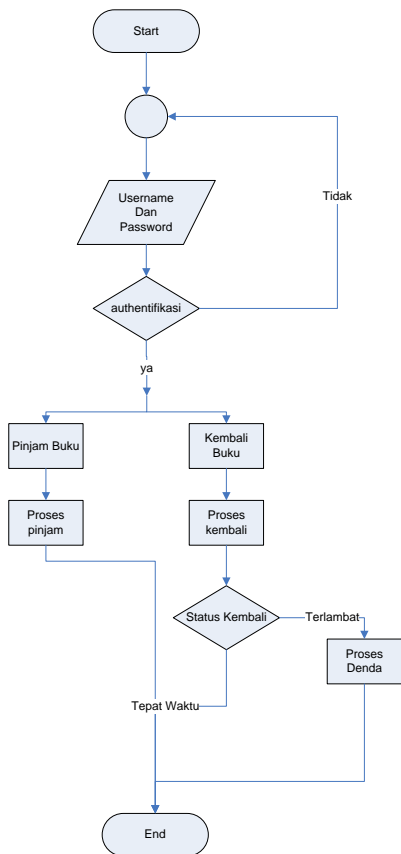 Start
Username
Dan
Password
Tidak
authentifikasi
ya
Pinjam Buku
Kembali
Buku
Proses
pinjam
Proses
kembali
Status Kembali
Terlambat
Proses
Denda
Tepat Waktu
End